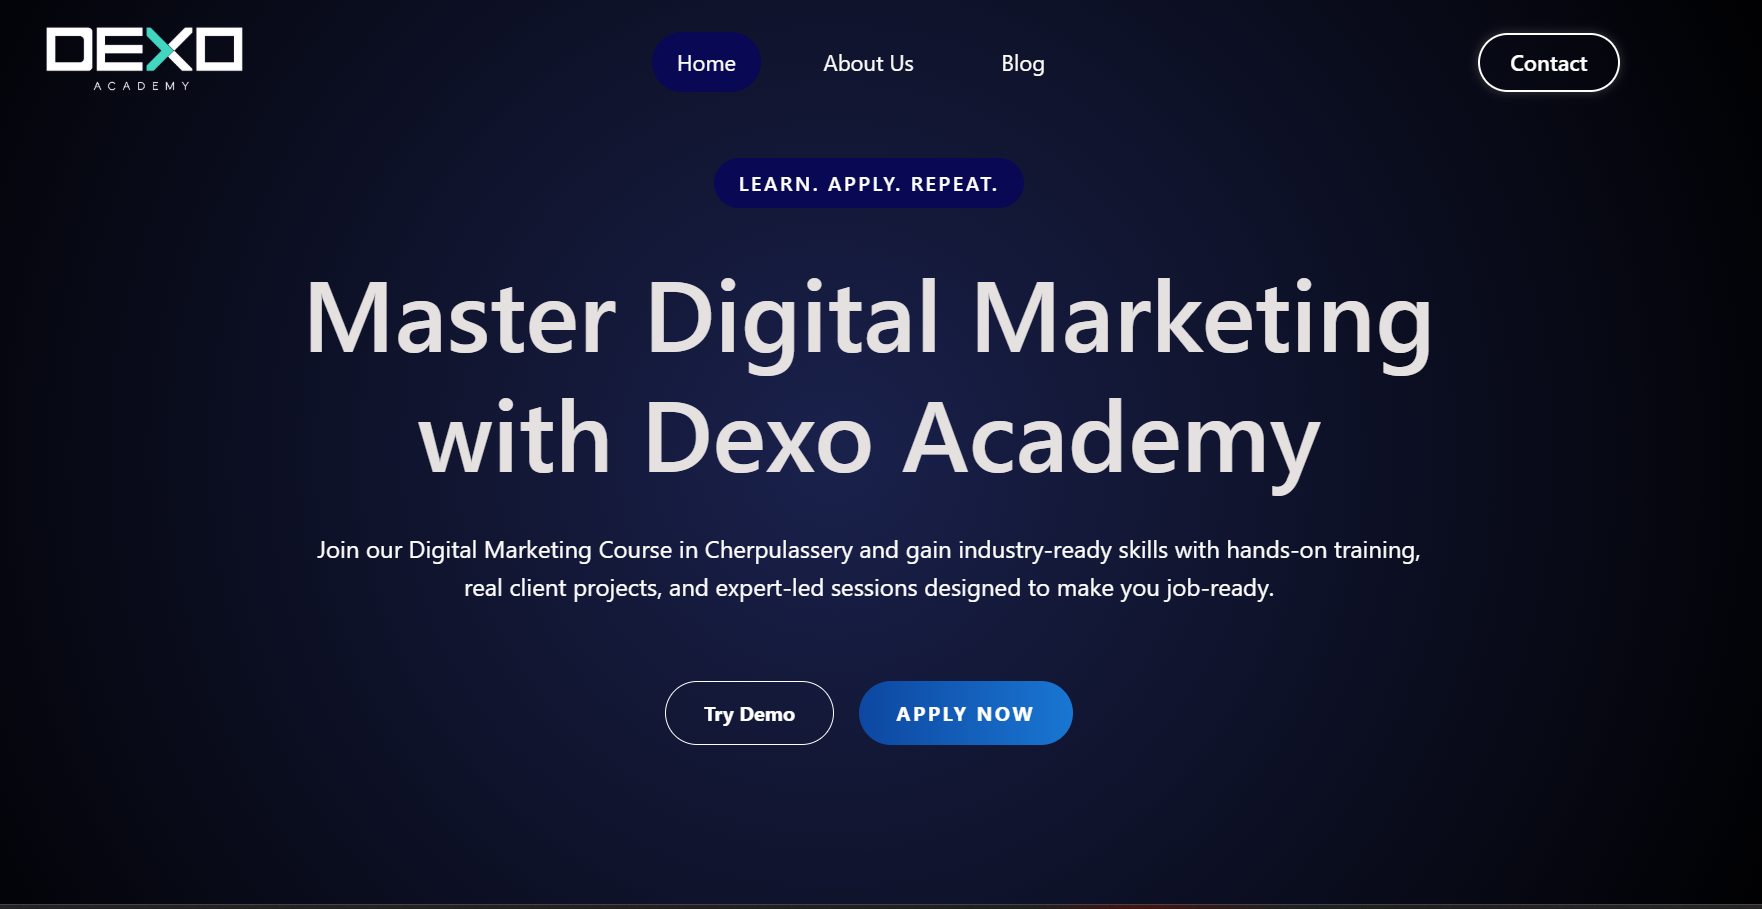 DEXO
ACADEMY
Home
About Us
Blog
Contact
LEARN. APPLY. REPEAT.
Master Digital Marketing
with Dexo Academy
Join our Digital Marketing Course in Cherpulassery and gain industry-ready skills with hands-on training,
real client projects, and expert-led sessions designed to make you job-ready.
Try Demo
APPLY NOW